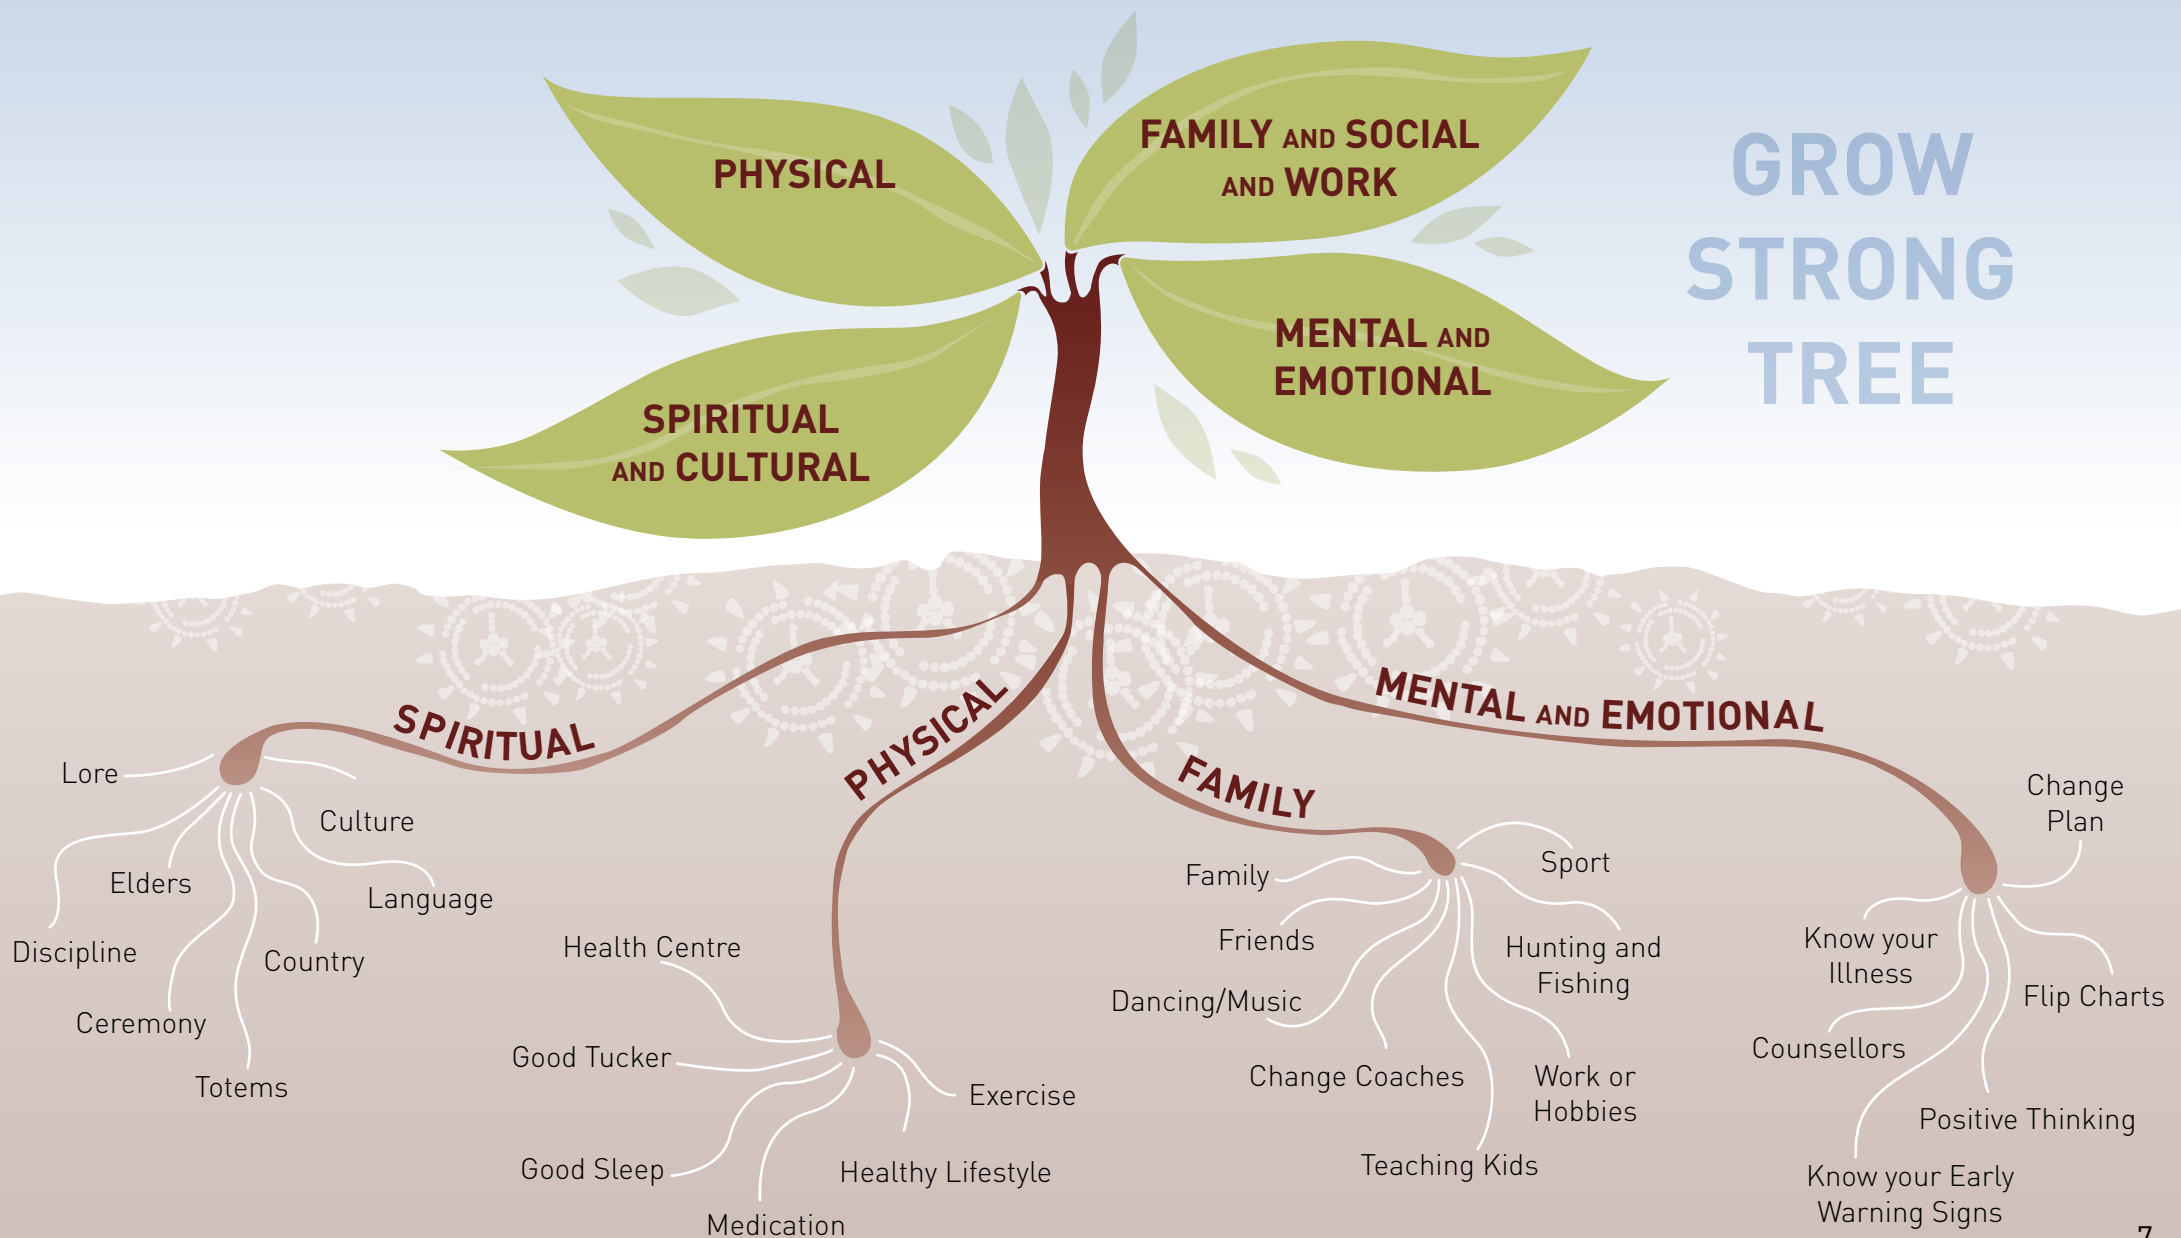 PHYSICAL
FAMILY AND SOCIAL
AND WORK
GROW
STRONG
TREE
MENTAL AND
EMOTIONAL
SPIRITUAL
AND CULTURAL
SPIRITUAL
PHYSICAL
FAMILY
MENTAL AND EMOTIONAL
Lore
Culture
Elders
Language
Discipline
Country
Ceremony
Totems
Health Centre
Good Tucker
Exercise
Good Sleep
Healthy Lifestyle
Medication
Family
Sport
Friends
Hunting and
Fishing
Dancing/Music
Change Coaches
Work or
Hobbies
Teaching Kids
Change
Plan
Know your
Illness
Flip Charts
Counsellors
Positive Thinking
Know your Early
Warning Signs
7